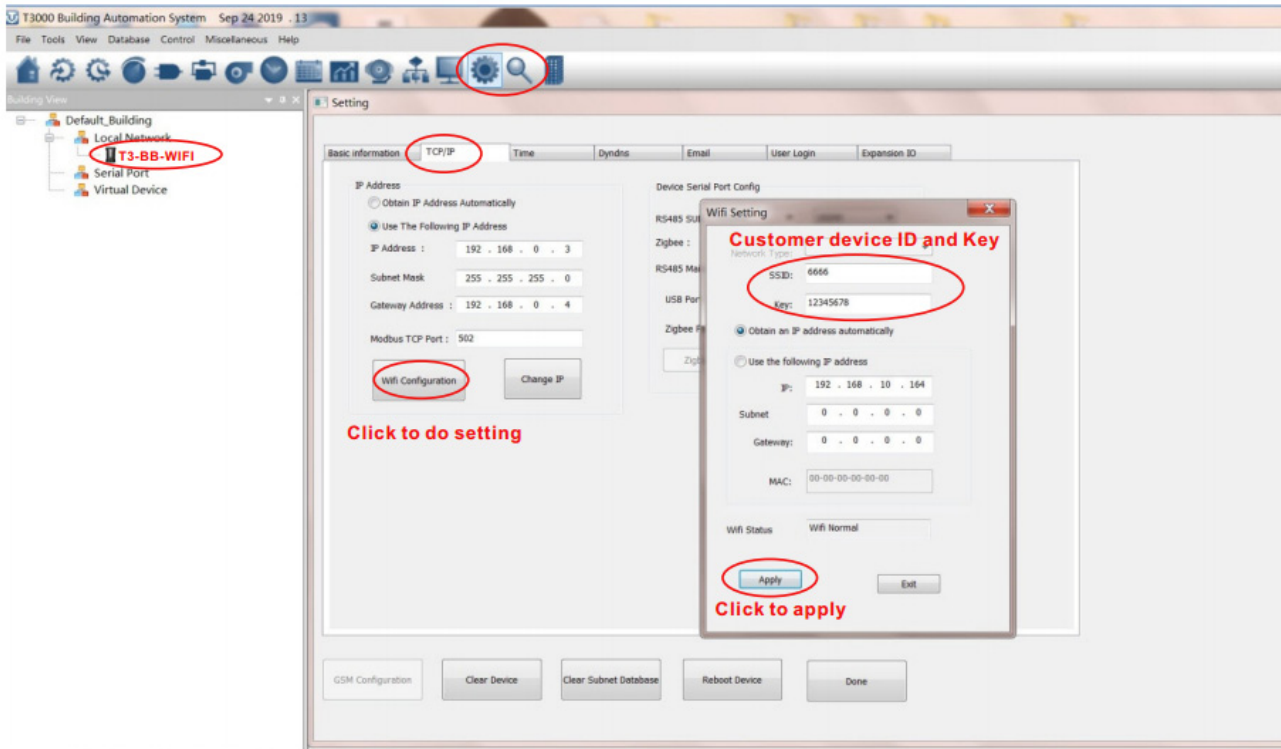 T3000 Building Automation System Sep 24 2019 . 13
File Tools View Database Control Miscellaneous Help
Building View
Default_Building
Local Network
T3-BB-WIFI
Serial Port
Virtual Device
Setting
Basic information TCP/IP Time Dyndns Email User Login Expansion IO
IP Address
Obtain IP Address Automatically
Use The Following IP Address
IP Address : 192 . 168 . 0 . 3
Subnet Mask 255 . 255 . 255 . 0
Gateway Address : 192 . 168 . 0 . 4
Modbus TCP Port : 502
Wifi Configuration Change IP
Click to do setting
Device Serial Port Config
RS485
Zigbee :
RS485
USB
Zigbee
Wifi Setting
Customer device ID and Key
Network Type:
SSID: 6666
Key: 12345678
Obtain an IP address automatically
Use the following IP address
IP: 192 . 168 . 10 . 164
Subnet 0 . 0 . 0 . 0
Gateway: 0 . 0 . 0 . 0
MAC: 00-00-00-00-00-00
Wifi Status Wifi Normal
Apply Exit
Click to apply
GSM Configuration Clear Device Clear Subnet Database Reboot Device Done